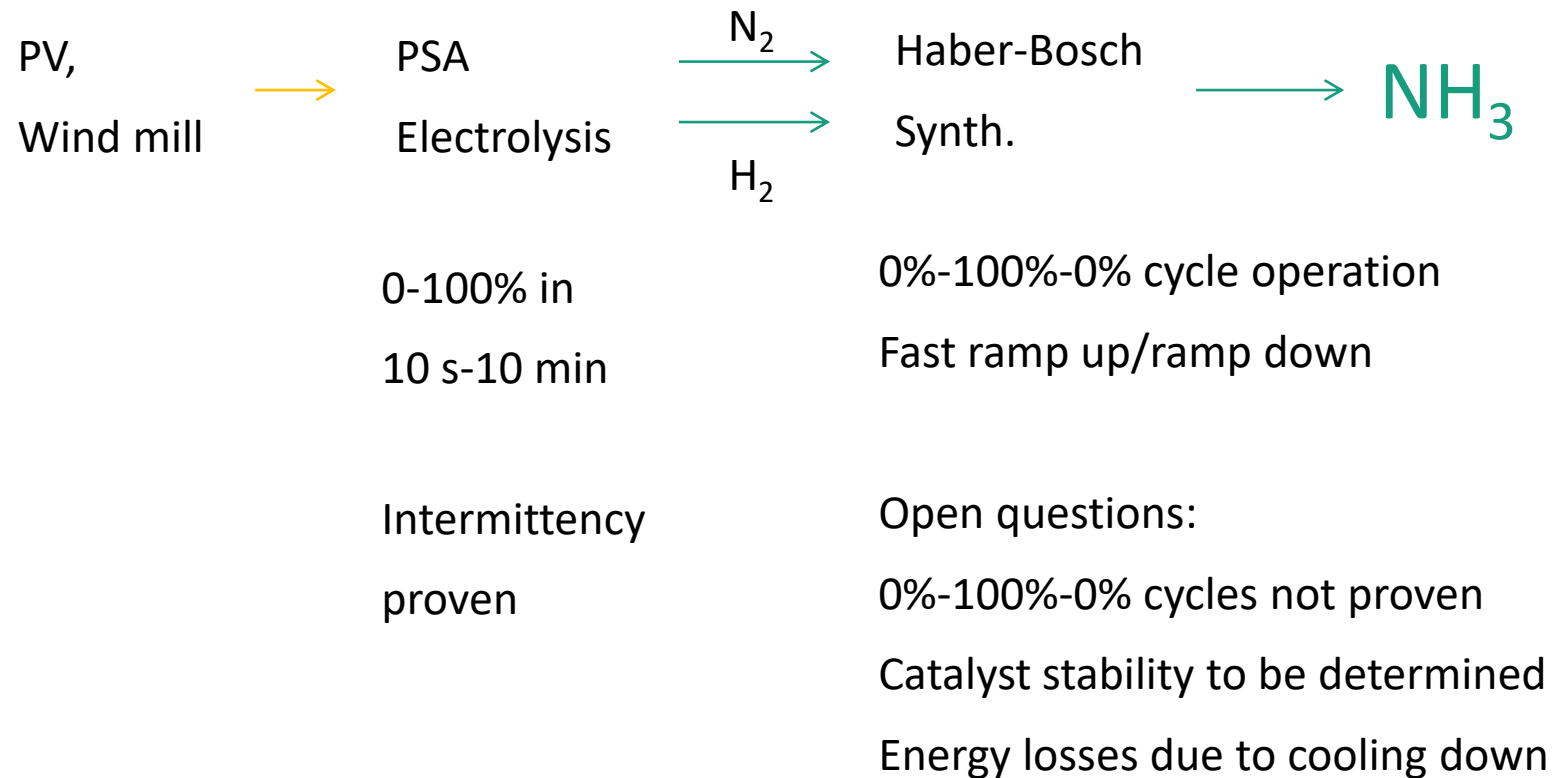 PV,
Wind mill
PSA
Electrolysis
N₂
H₂
Haber-Bosch
Synth.
NH₃
0-100% in
10 s-10 min
Intermittency
proven
0%-100%-0% cycle operation
Fast ramp up/ramp down
Open questions:
0%-100%-0% cycles not proven
Catalyst stability to be determined
Energy losses due to cooling down